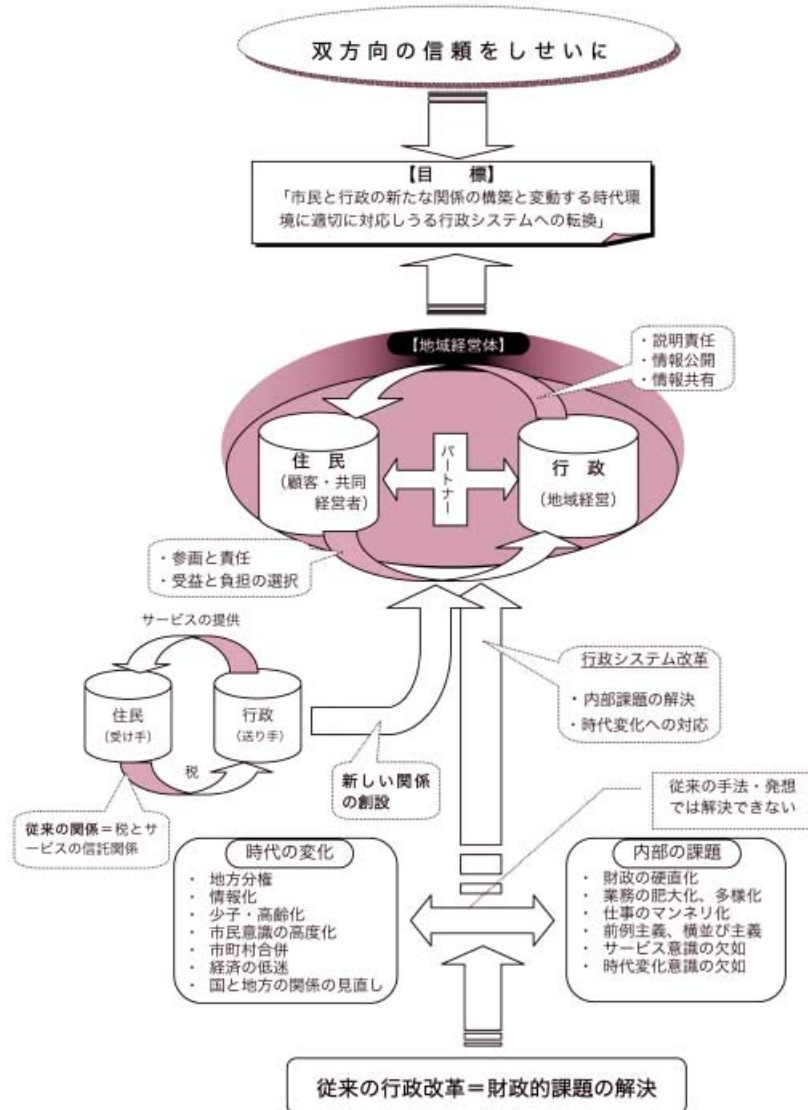 双方向の信頼をしせいに
【目　標】
「市民と行政の新たな関係の構築と変動する時代環
境に適切に対応しうる行政システムへの転換」
【地域経営体】
・説明責任
・情報公開
・情報共有
住　民
（顧客・共同
経営者）
パートナー
行　政
（地域経営）
・参画と責任
・受益と負担の選択
サービスの提供
住民
（受け手）
行政
（送り手）
税
従来の関係＝税とサ
ービスの信託関係
新しい関係
の創設
行政システム改革
・内部課題の解決
・時代変化への対応
従来の手法・発想
では解決できない
時代の変化
・地方分権
・情報化
・少子・高齢化
・市民意識の高度化
・市町村合併
・経済の低迷
・国と地方の関係の見直し
内部の課題
・財政の硬直化
・業務の肥大化、多様化
・仕事のマンネリ化
・前例主義、横並び主義
・サービス意識の欠如
・時代変化意識の欠如
従来の行政改革＝財政的課題の解決